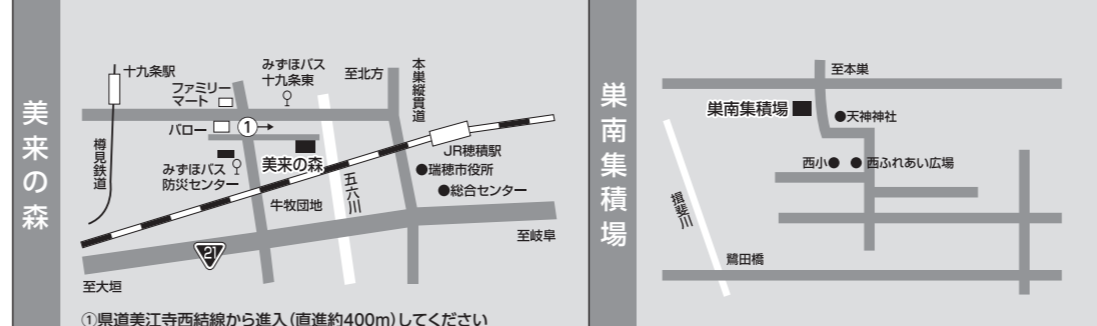 美来の森
十九条駅
ファミリー
マート
みずほバス
十九条東
至北方
本巣縦貫道
バロー
①→
樽見鉄道
みずほバス
防災センター
美来の森
JR穂積駅
●瑞穂市役所
●総合センター
牛牧団地
五六川
21
至岐阜
至大垣
①県道美江寺西結線から進入(直進約400m)してください
巣南集積場
至本巣
巣南集積場
●天神神社
西小●
●西ふれあい広場
揖斐川
鷺田橋